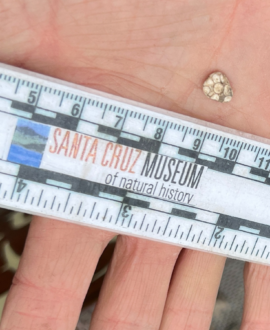 5 6 7 8 9 10 11
SANTA CRUZ MUSEUM
of natural history
4 3 2